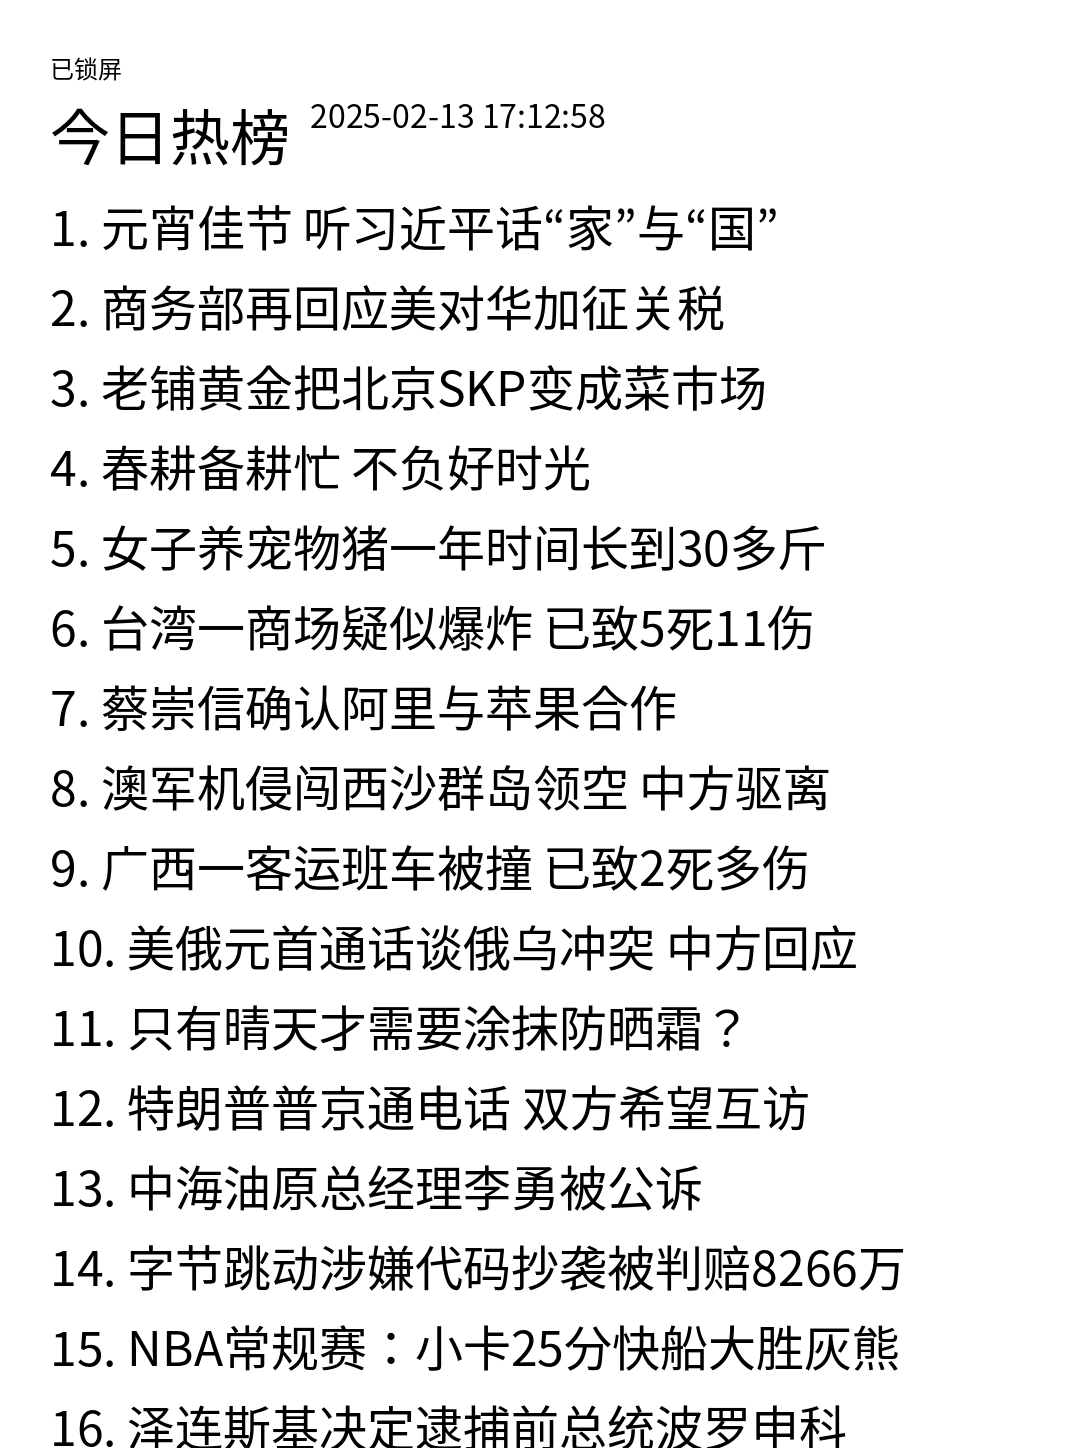 已锁屏
今日热榜 2025-02-13 17:12:58
1. 元宵佳节 听习近平话“家”与“国”
2. 商务部再回应美对华加征关税
3. 老铺黄金把北京SKP变成菜市场
4. 春耕备耕忙 不负好时光
5. 女子养宠物猪一年时间长到30多斤
6. 台湾一商场疑似爆炸 已致5死11伤
7. 蔡崇信确认阿里与苹果合作
8. 澳军机侵闯西沙群岛领空 中方驱离
9. 广西一客运班车被撞 已致2死多伤
10. 美俄元首通话谈俄乌冲突 中方回应
11. 只有晴天才需要涂抹防晒霜？
12. 特朗普普京通电话 双方希望互访
13. 中海油原总经理李勇被公诉
14. 字节跳动涉嫌代码抄袭被判赔8266万
15. NBA常规赛：小卡25分快船大胜灰熊
16. 泽连斯基决定逮捕前总统波罗申科